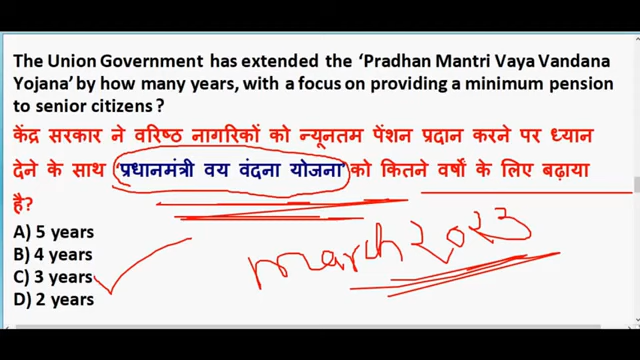 The Union Government has extended the ‘Pradhan Mantri Vaya Vandana
Yojana’ by how many years, with a focus on providing a minimum pension
to senior citizens ?
केंद्र सरकार ने वरिष्ठ नागरिकों को न्यूनतम पेंशन प्रदान करने पर ध्यान
देने के साथ ‘प्रधानमंत्री वय वंदना योजना’ को कितने वर्षों के लिए बढ़ाया
है?
A) 5 years
B) 4 years
C) 3 years
D) 2 years
march 2023